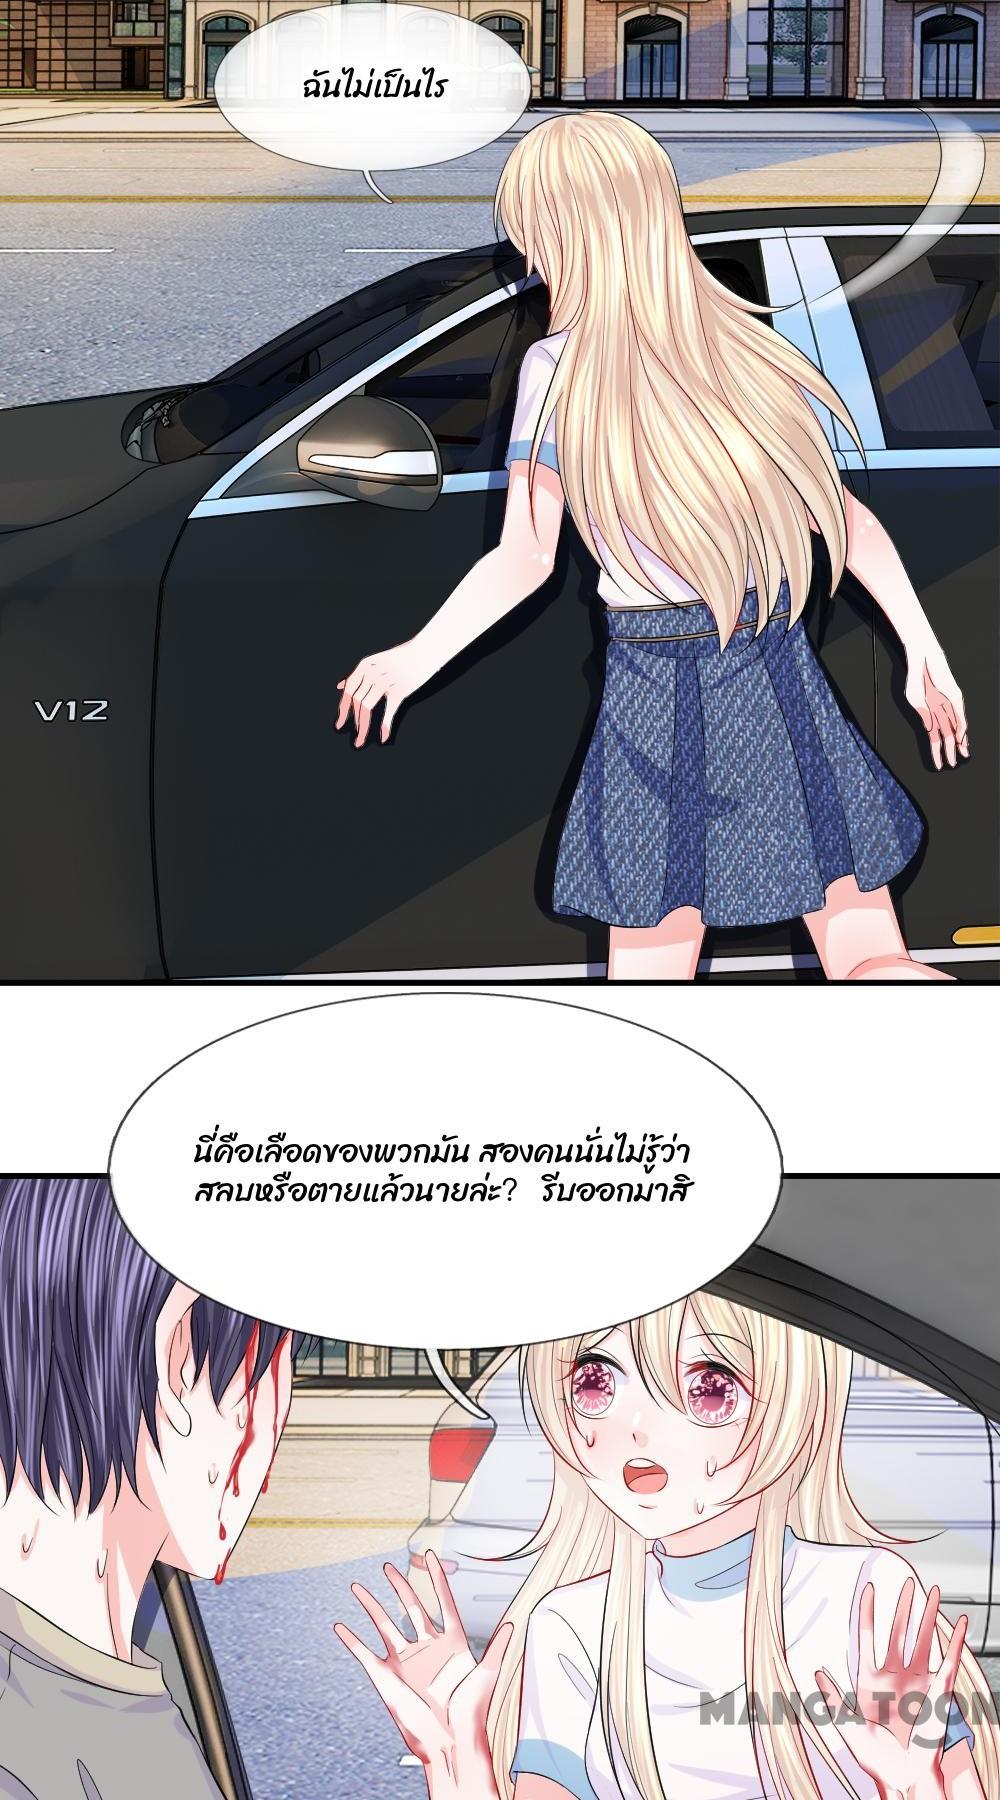 ฉันไม่เป็นไร
V12
นี่คือเลือดของพวกมัน สองคนนั่นไม่รู้ว่า
สลบหรือตายแล้วนายล่ะ? รีบออกมาสิ
MANGATOON